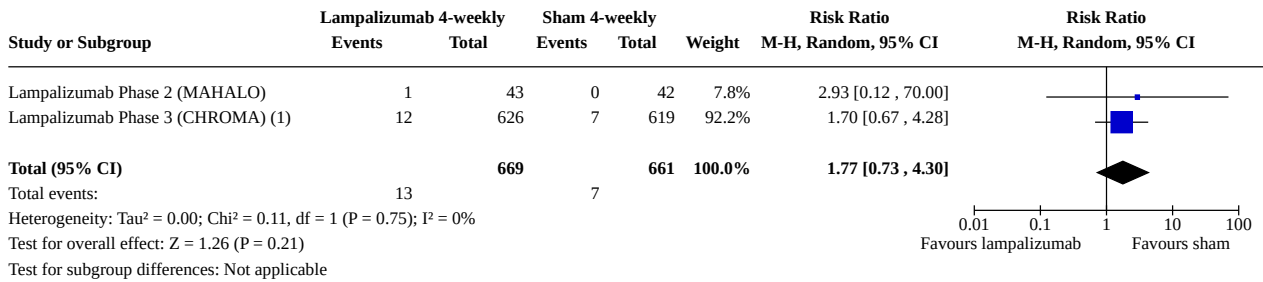 Lampalizumab 4-weekly Sham 4-weekly Risk Ratio Risk Ratio
Study or Subgroup Events Total Events Total Weight M-H, Random, 95% CI M-H, Random, 95% CI
Lampalizumab Phase 2 (MAHALO) 1 43 0 42 7.8% 2.93 [0.12 , 70.00]
Lampalizumab Phase 3 (CHROMA) (1) 12 626 7 619 92.2% 1.70 [0.67 , 4.28]
Total (95% CI) 669 661 100.0% 1.77 [0.73 , 4.30]
Total events: 13 7
Heterogeneity: Tau² = 0.00; Chi² = 0.11, df = 1 (P = 0.75); I² = 0%
0.01 0.1 1 10 100
Test for overall effect: Z = 1.26 (P = 0.21) Favours lampalizumab Favours sham
Test for subgroup differences: Not applicable